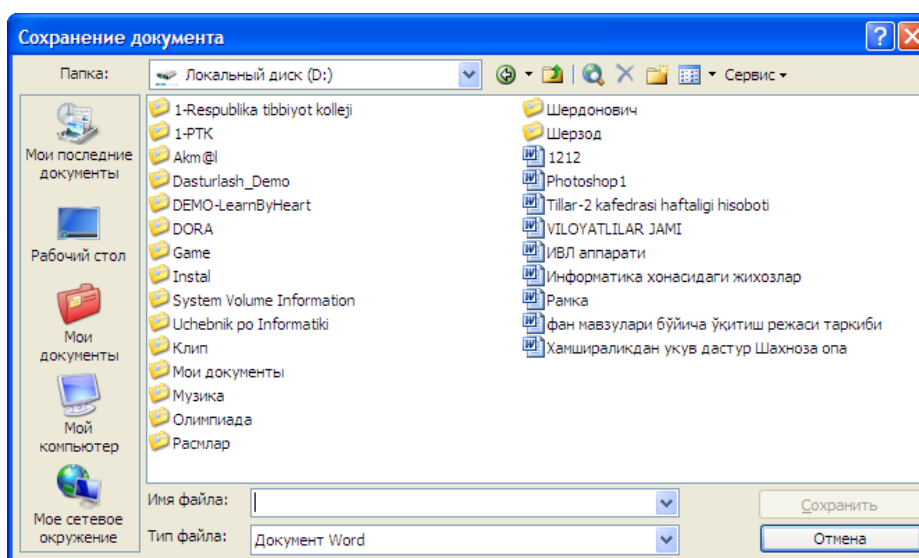 Сохранение документа
Папка:
Локальный диск (D:)
Сервис
Мои последние
документы
Рабочий стол
Мои
документы
Мой
компьютер
Мое сетевое
окружение
1-Respublika tibbiyot kolleji
1-РТК
Akm@l
Dasturlash_Demo
DEMO-LearnByHeart
DORA
Game
Instal
System Volume Information
Uchebnik po Informatiki
Клип
Мои документы
Музика
Олимпиада
Расмлар
Шердонович
Шерзод
1212
Photoshop1
Tillar-2 kafedrasi haftaligi hisoboti
VILOYATLILAR JAMI
ИВЛ аппарати
Информатика хонасидаги жихозлар
Рамка
фан мавзулари бўйича ўқитиш режаси таркиби
Хамшираликдан укув дастур Шахноза опа
Имя файла:
Сохранить
Тип файла:
Документ Word
Отмена